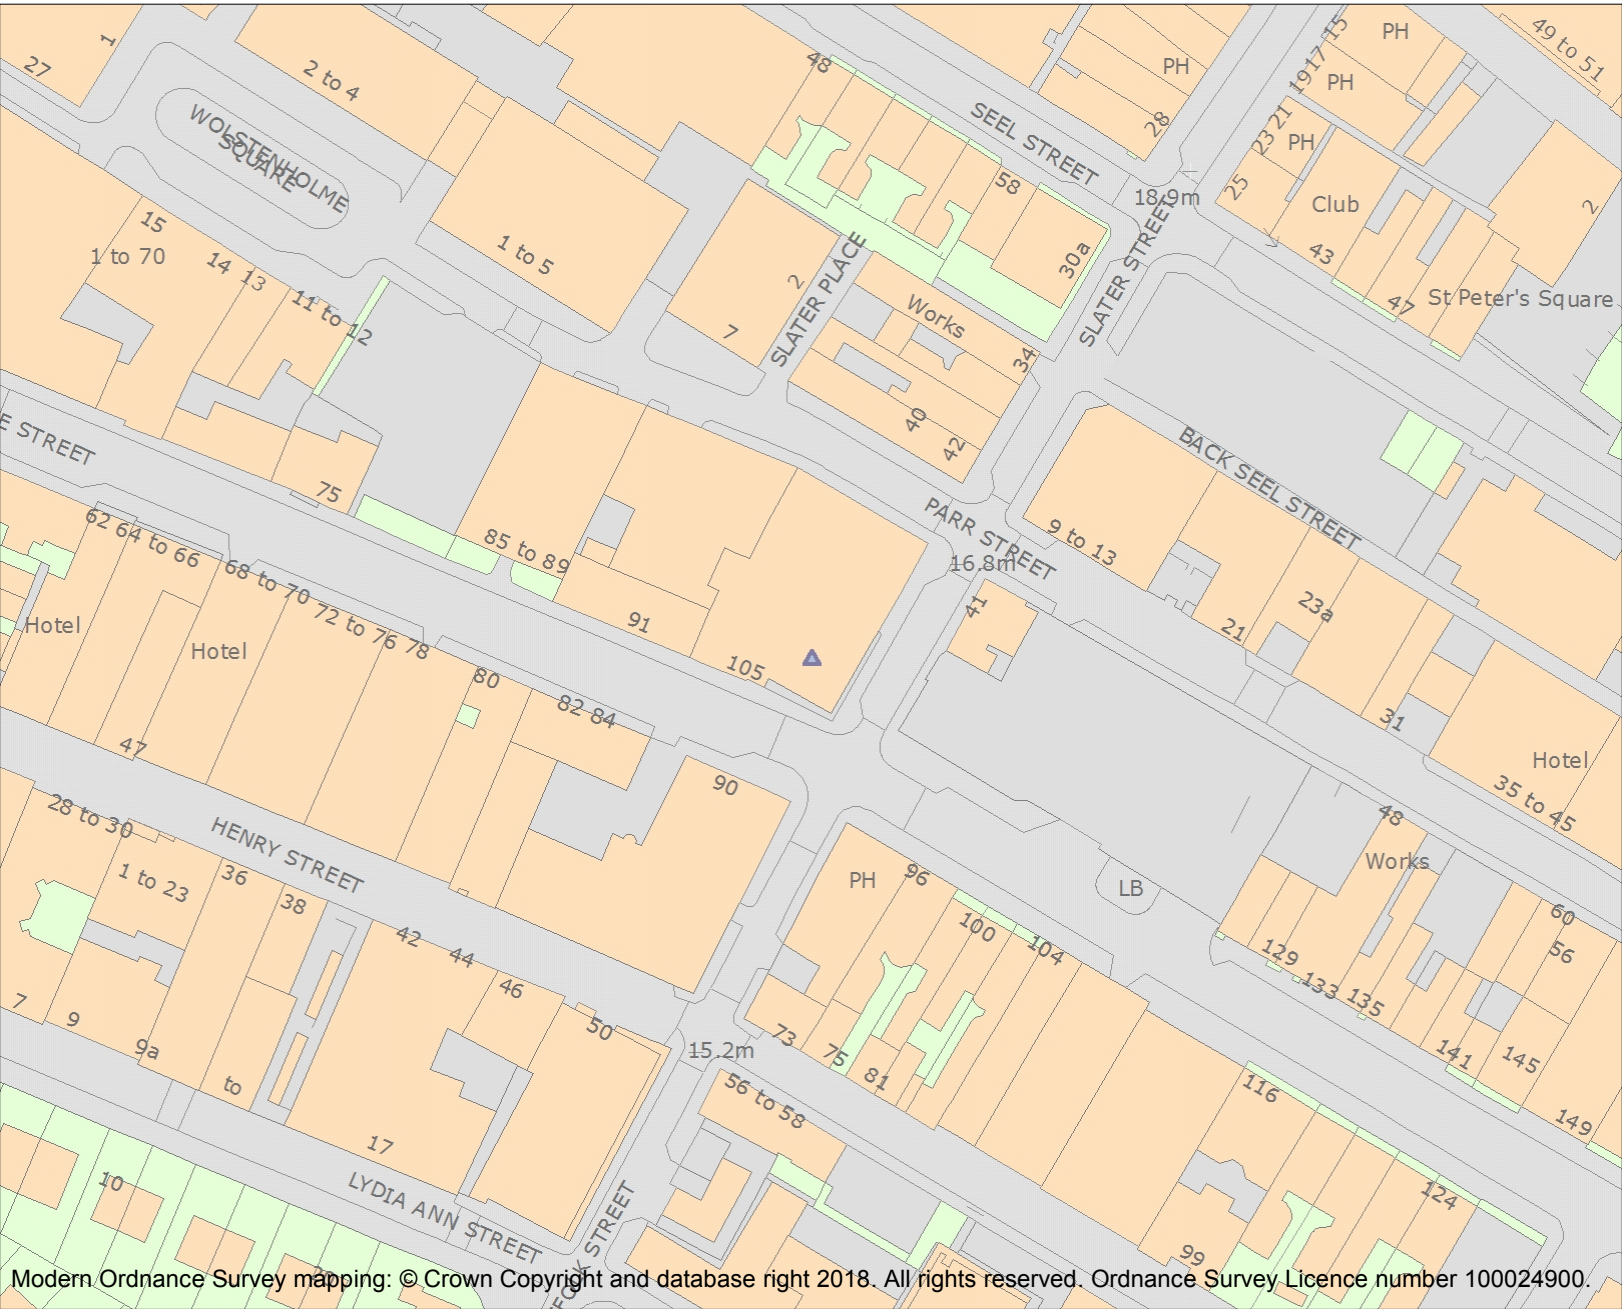 49 to 51
1
27
2 to 4
48
PH
15
17
19
PH
PH
21
23
PH
25
28
SEEL STREET
WOLSTENHOLME
SQUARE
58
18.9m
Club
2
15
1 to 70
14
13
11 to 12
1 to 5
2
7
SLATER PLACE
30a
SLATER STREET
43
47
St Peter's Square
Works
34
40
42
E STREET
75
BACK SEEL STREET
PARR STREET
9 to 13
16.8m
62
64 to 66
68 to 70
72 to 76
78
85 to 89
91
105
41
21
23a
31
Hotel
Hotel
80
82
84
47
90
Hotel
35 to 45
48
Works
28 to 30
HENRY STREET
1 to 23
36
38
42
44
46
50
PH
96
100
104
LB
129
133
135
141
145
149
60
56
7
9
9a
to
17
15.2m
73
75
81
56 to 58
116
124
99
10
LYDIA ANN STREET
STREET
Modern Ordnance Survey mapping: © Crown Copyright and database right 2018. All rights reserved. Ordnance Survey Licence number 100024900.